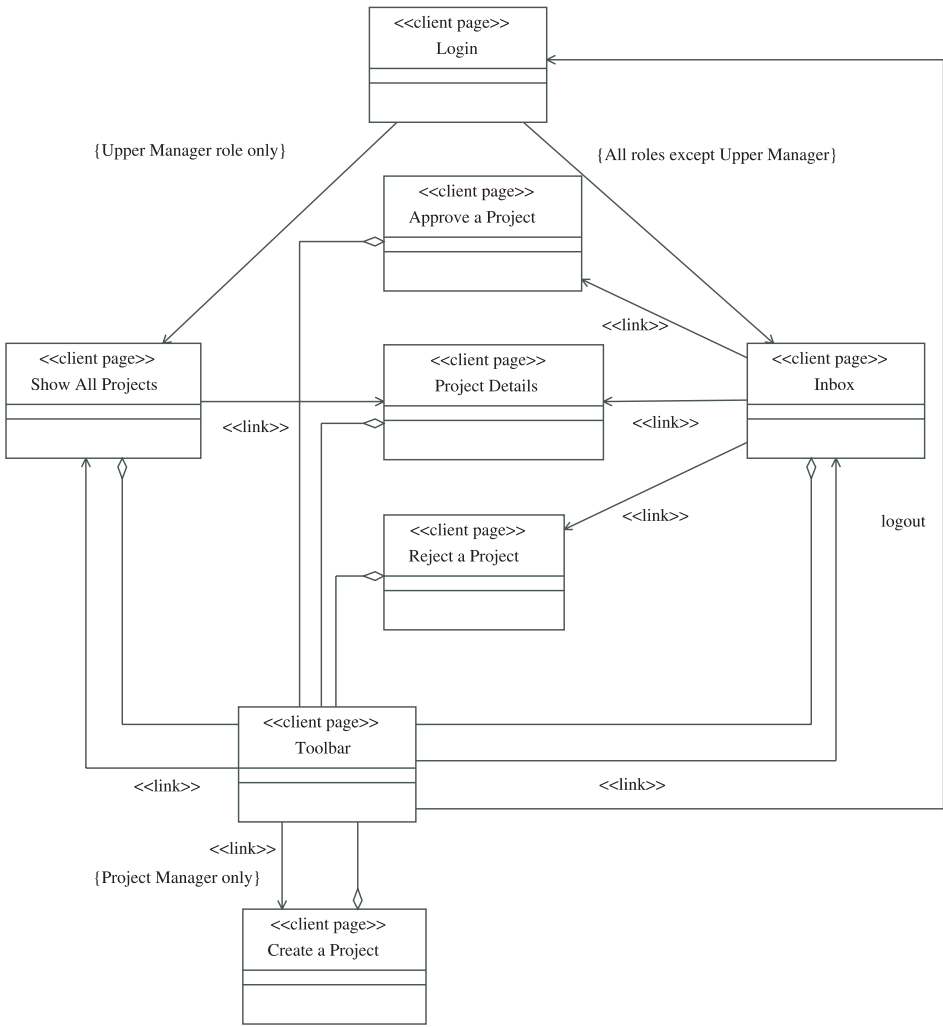 <<client page>>
Login
{Upper Manager role only}
{All roles except Upper Manager}
<<client page>>
Approve a Project
<<link>>
<<client page>>
Show All Projects
<<client page>>
Project Details
<<client page>>
Inbox
<<link>>
<<link>>
<<client page>>
Reject a Project
<<link>>
logout
<<client page>>
Toolbar
<<link>>
<<link>>
<<link>>
{Project Manager only}
<<client page>>
Create a Project